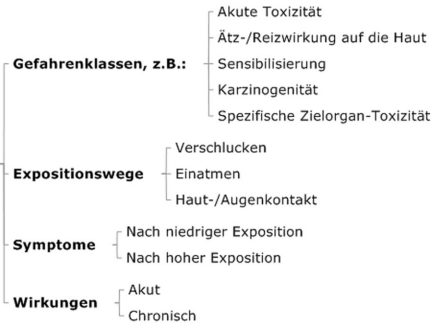 Gefahrenklassen, z.B.:
Akute Toxizität
Ätz-/Reizwirkung auf die Haut
Sensibilisierung
Karzinogenität
Spezifische Zielorgan-Toxizität
Expositionswege
Verschlucken
Einatmen
Haut-/Augenkontakt
Symptome
Nach niedriger Exposition
Nach hoher Exposition
Wirkungen
Akut
Chronisch